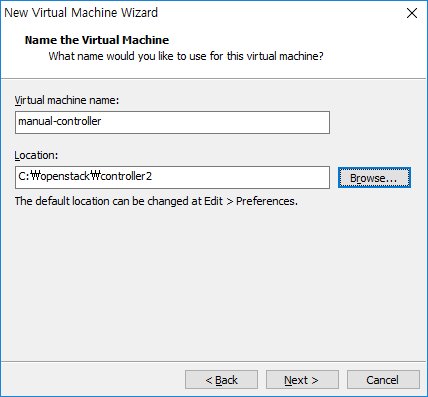 New Virtual Machine Wizard
Name the Virtual Machine
What name would you like to use for this virtual machine?
Virtual machine name:
manual-controller
Location:
C:₩openstack₩controller2
Browse...
The default location can be changed at Edit > Preferences.
< Back
Next >
Cancel